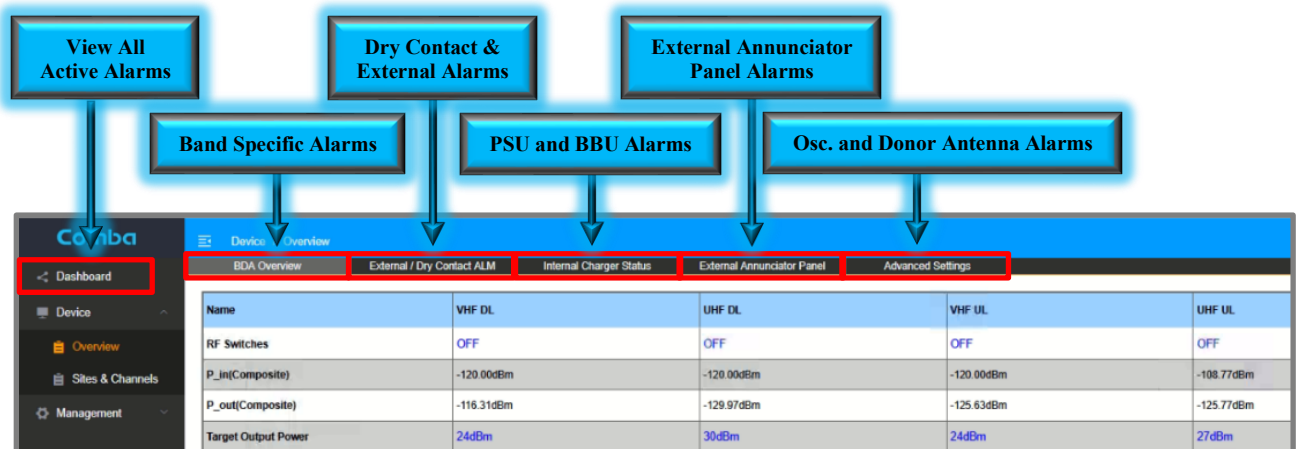 View All
Active Alarms
Dry Contact &
External Alarms
External Annunciator
Panel Alarms
Band Specific Alarms
PSU and BBU Alarms
Osc. and Donor Antenna Alarms
Comba
Device Overview
Dashboard
BDA Overview External / Dry Contact ALM Internal Charger Status External Annunciator Panel Advanced Settings
Device
Overview
Sites & Channels
Management
Name VHF DL UHF DL VHF UL UHF UL
RF Switches OFF OFF OFF OFF
P_in(Composite) -120.00dBm -120.00dBm -120.00dBm -108.77dBm
P_out(Composite) -116.31dBm -129.97dBm -125.63dBm -125.77dBm
Target Output Power 24dBm 30dBm 24dBm 27dBm